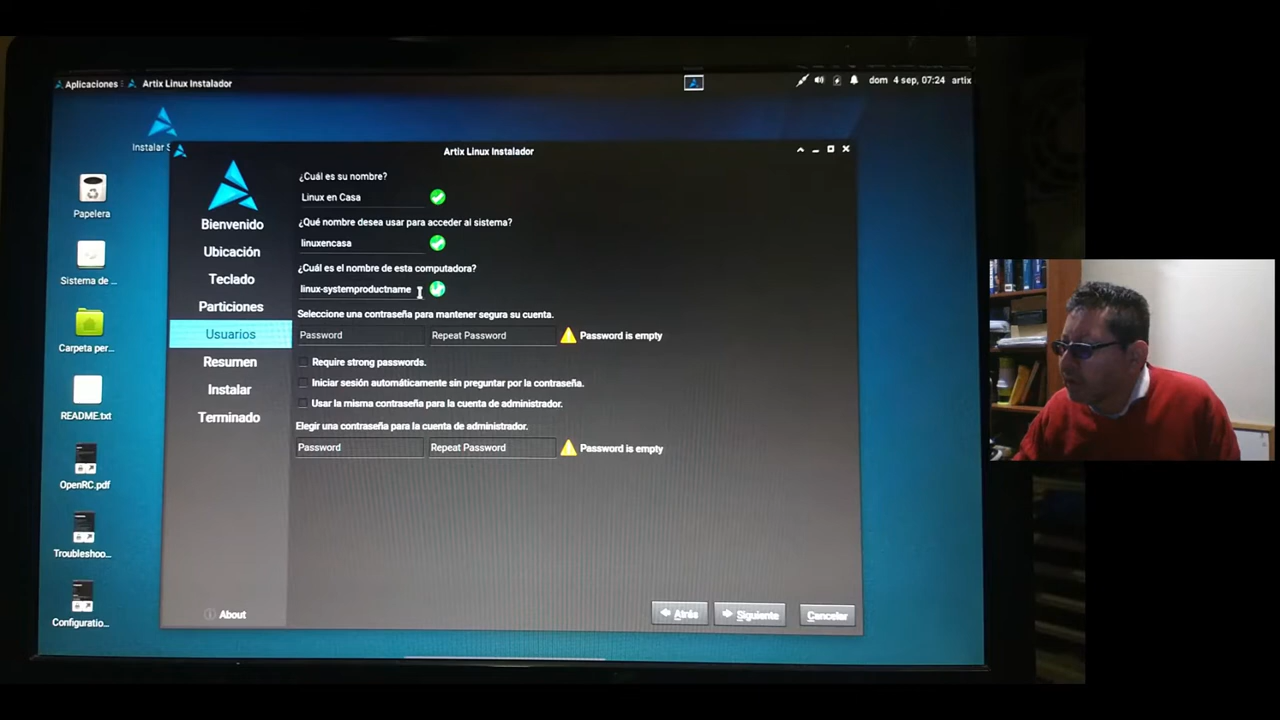 Aplicaciones
Artix Linux Instalador
dom 4 sep, 07:24
artix
Instalar S
Papelera
Sistema de ...
Carpeta per...
README.txt
OpenRC.pdf
Troubleshoo...
Configuratio...
Artix Linux Instalador
Bienvenido
Ubicación
Teclado
Particiones
Usuarios
Resumen
Instalar
Terminado
About
¿Cuál es su nombre?
Linux en Casa
¿Qué nombre desea usar para acceder al sistema?
linuxencasa
¿Cuál es el nombre de esta computadora?
linux-systemproductname
Seleccione una contraseña para mantener segura su cuenta.
Password
Repeat Password
Password is empty
Require strong passwords.
Iniciar sesión automáticamente sin preguntar por la contraseña.
Usar la misma contraseña para la cuenta de administrador.
Elegir una contraseña para la cuenta de administrador.
Password
Repeat Password
Password is empty
Atrás
Siguiente
Cancelar